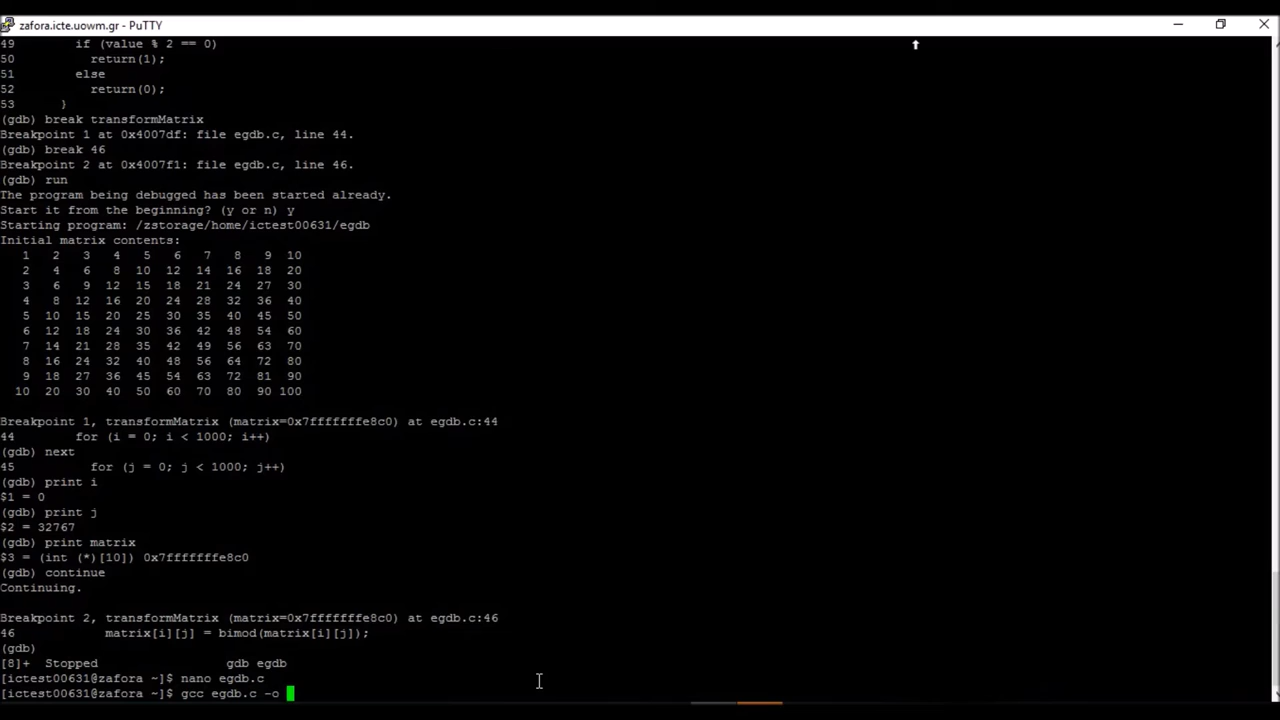 zafora.icte.uowm.gr - PuTTY
49        if (value % 2 == 0)
50          return(1);
51        else
52          return(0);
53      }
(gdb) break transformMatrix
Breakpoint 1 at 0x4007df: file egdb.c, line 44.
(gdb) break 46
Breakpoint 2 at 0x4007f1: file egdb.c, line 46.
(gdb) run
The program being debugged has been started already.
Start it from the beginning? (y or n) y
Starting program: /zstorage/home/ictest00631/egdb
Initial matrix contents:
   1   2   3   4   5   6   7   8   9  10
   2   4   6   8  10  12  14  16  18  20
   3   6   9  12  15  18  21  24  27  30
   4   8  12  16  20  24  28  32  36  40
   5  10  15  20  25  30  35  40  45  50
   6  12  18  24  30  36  42  48  54  60
   7  14  21  28  35  42  49  56  63  70
   8  16  24  32  40  48  56  64  72  80
   9  18  27  36  45  54  63  72  81  90
  10  20  30  40  50  60  70  80  90 100
Breakpoint 1, transformMatrix (matrix=0x7fffffffe8c0) at egdb.c:44
44        for (i = 0; i < 1000; i++)
(gdb) next
45          for (j = 0; j < 1000; j++)
(gdb) print i
$1 = 0
(gdb) print j
$2 = 32767
(gdb) print matrix
$3 = (int (*)[10]) 0x7fffffffe8c0
(gdb) continue
Continuing.
Breakpoint 2, transformMatrix (matrix=0x7fffffffe8c0) at egdb.c:46
46            matrix[i][j] = bimod(matrix[i][j]);
(gdb)
[8]+  Stopped                 gdb egdb
[ictest00631@zafora ~]$ nano egdb.c
[ictest00631@zafora ~]$ gcc egdb.c -o